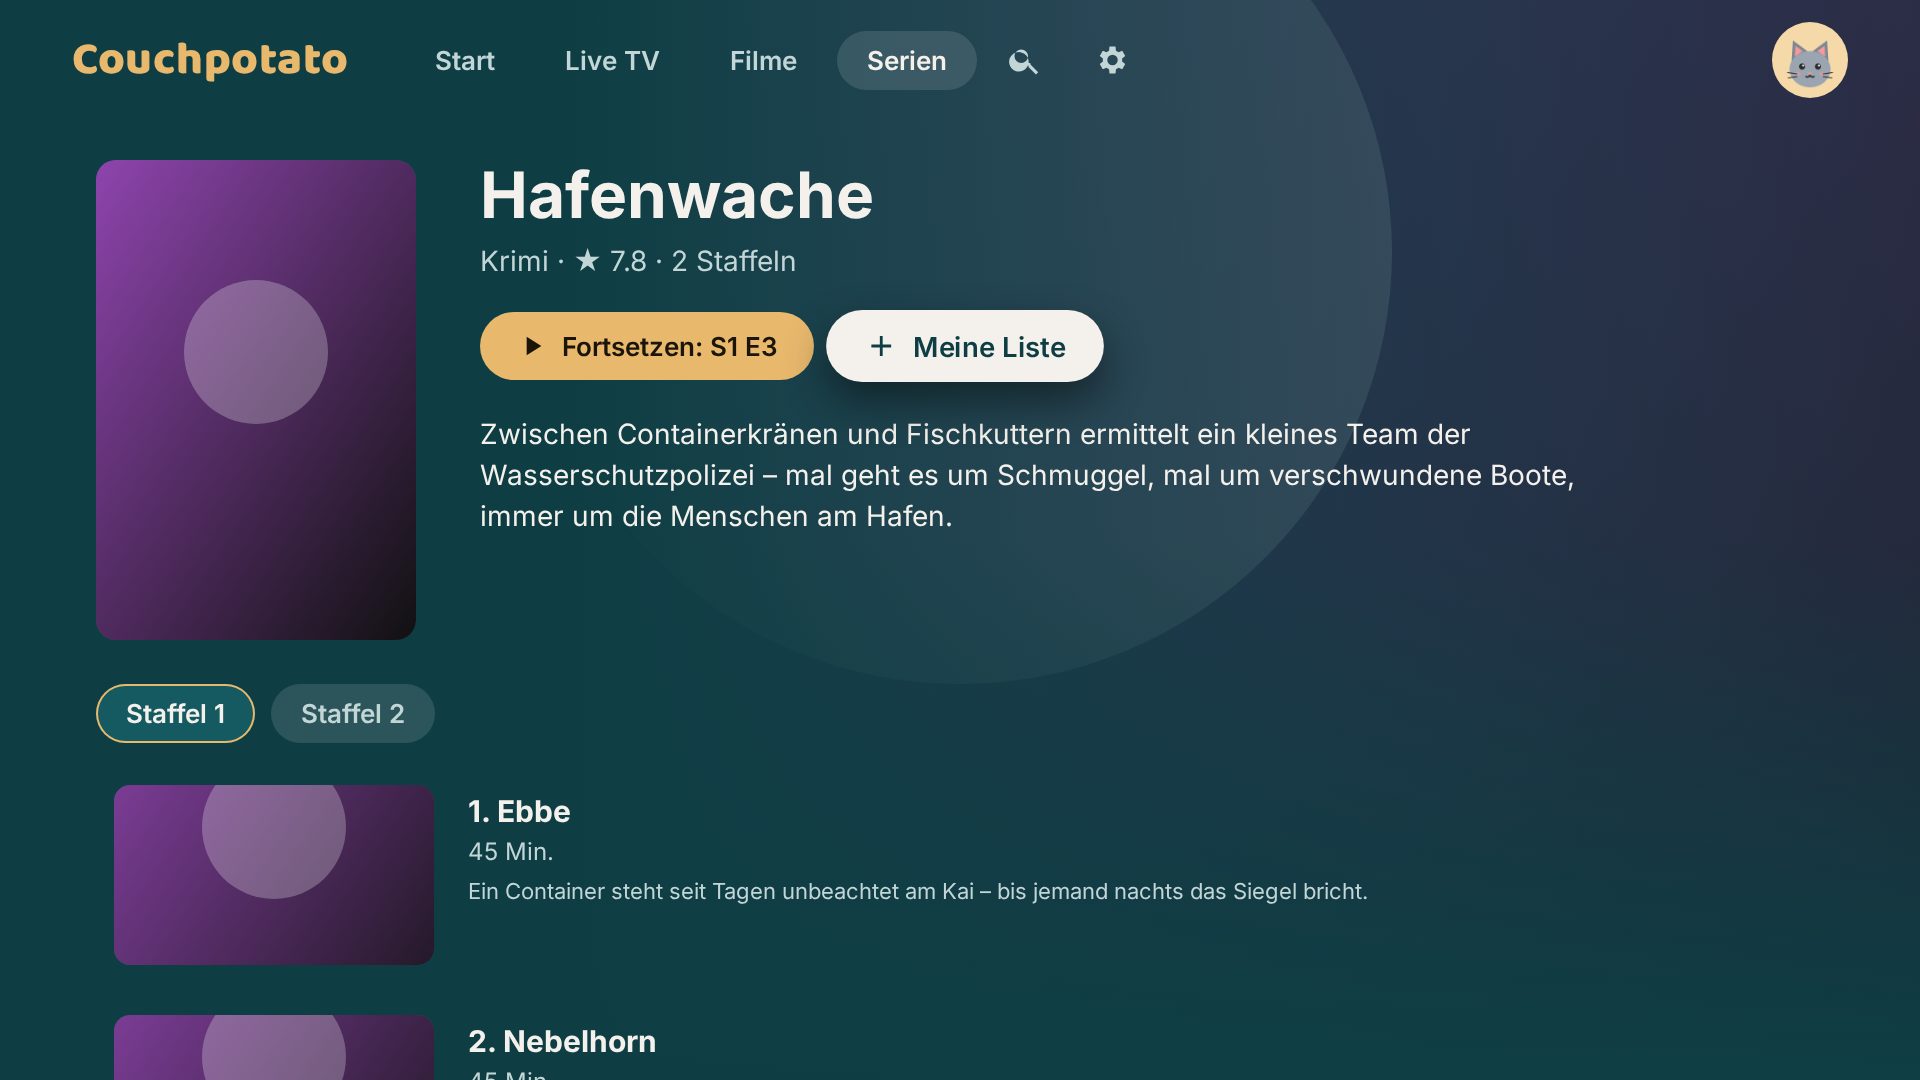 Couchpotato
Start
Live TV
Filme
Serien
Hafenwache
Krimi · ★ 7.8 · 2 Staffeln
Fortsetzen: S1 E3
Meine Liste
Zwischen Containerkränen und Fischkuttern ermittelt ein kleines Team der
Wasserschutzpolizei – mal geht es um Schmuggel, mal um verschwundene Boote,
immer um die Menschen am Hafen.
Staffel 1
Staffel 2
1. Ebbe
45 Min.
Ein Container steht seit Tagen unbeachtet am Kai – bis jemand nachts das Siegel bricht.
2. Nebelhorn
45 Min.